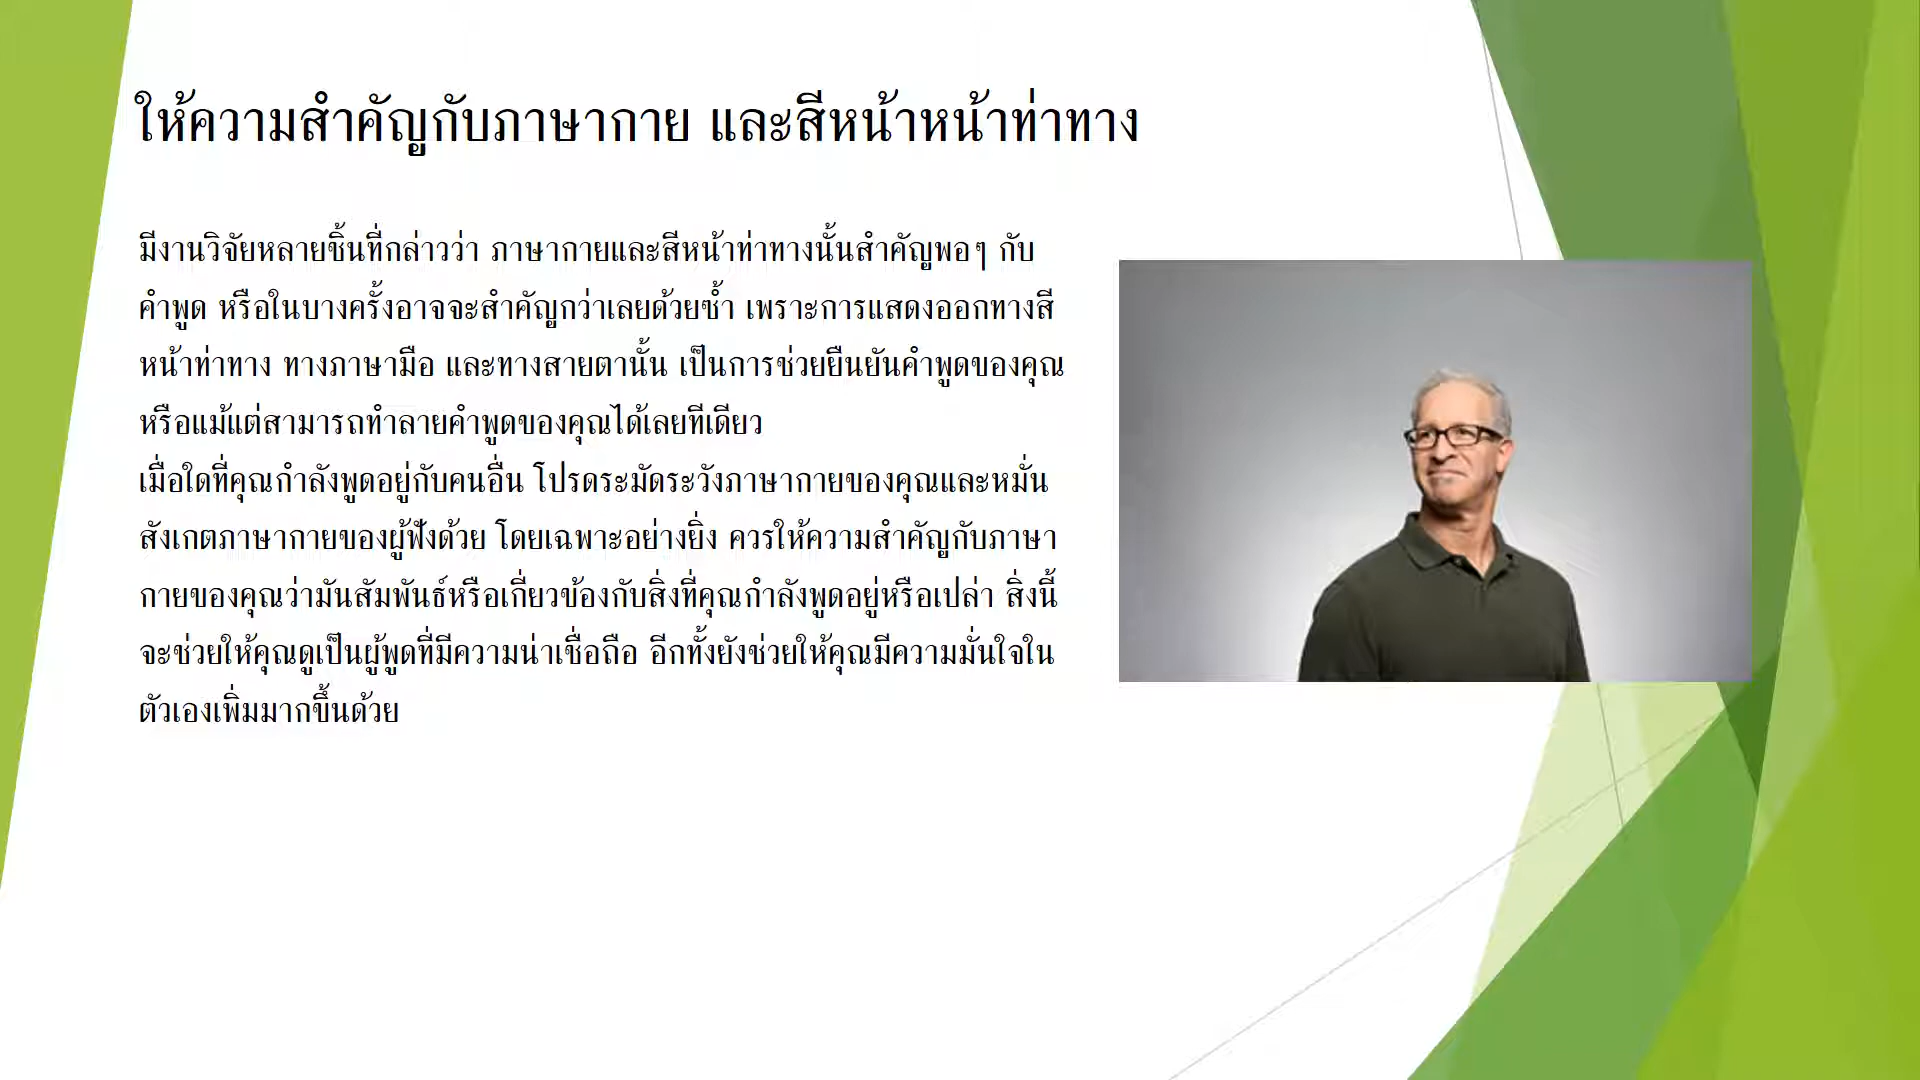 ให้ความสำคัญกับภาษากาย และสีหน้าหน้าท่าทาง
มีงานวิจัยหลายชิ้นที่กล่าวว่า ภาษากายและสีหน้าท่าทางนั้นสำคัญพอๆ กับ
คำพูด หรือในบางครั้งอาจจะสำคัญกว่าเลยด้วยซ้ำ เพราะการแสดงออกทางสี
หน้าท่าทาง ทางภาษามือ และทางสายตานั้น เป็นการช่วยยืนยันคำพูดของคุณ
หรือแม้แต่สามารถทำลายคำพูดของคุณได้เลยทีเดียว
เมื่อใดที่คุณกำลังพูดอยู่กับคนอื่น โปรดระมัดระวังภาษากายของคุณและหมั่น
สังเกตภาษากายของผู้ฟังด้วย โดยเฉพาะอย่างยิ่ง ควรให้ความสำคัญกับภาษา
กายของคุณว่ามันสัมพันธ์หรือเกี่ยวข้องกับสิ่งที่คุณกำลังพูดอยู่หรือเปล่า สิ่งนี้
จะช่วยให้คุณดูเป็นผู้พูดที่มีความน่าเชื่อถือ อีกทั้งยังช่วยให้คุณมีความมั่นใจใน
ตัวเองเพิ่มมากขึ้นด้วย